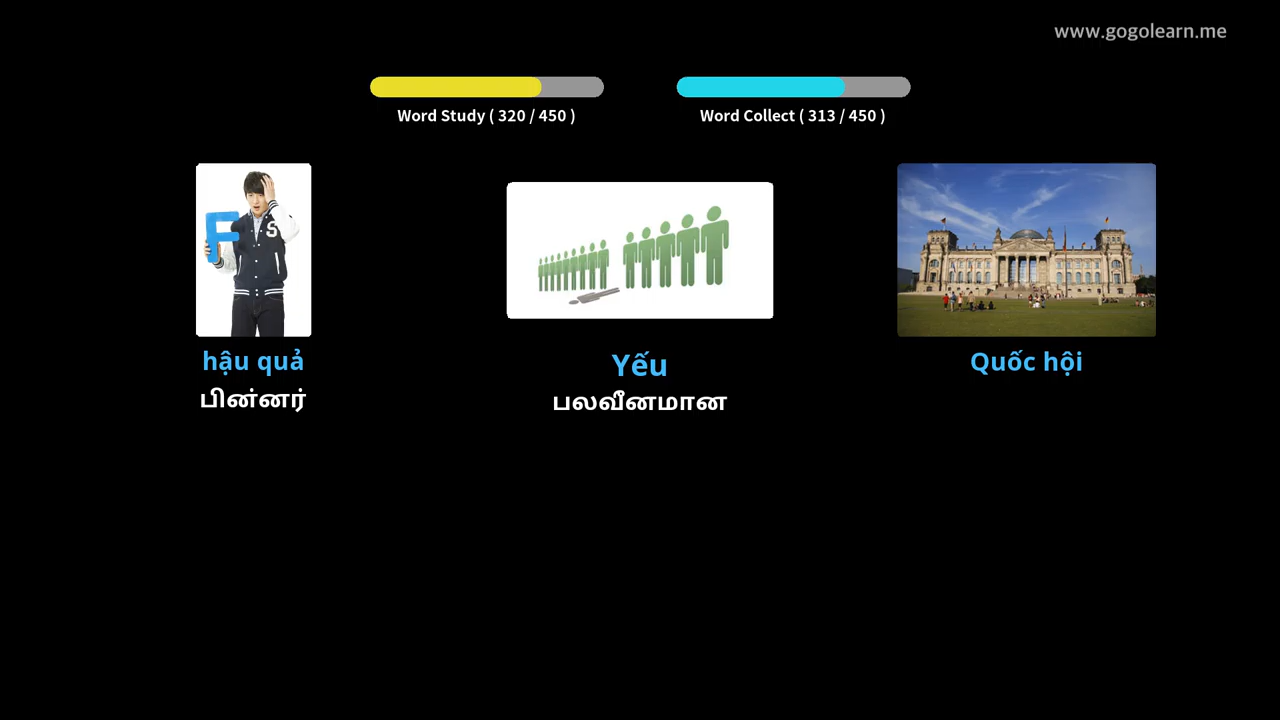 www.gogolearn.me
Word Study ( 320 / 450 )
Word Collect ( 313 / 450 )
F
S
hậu quả
பின்னர்
Yếu
பலவீனமான
Quốc hội